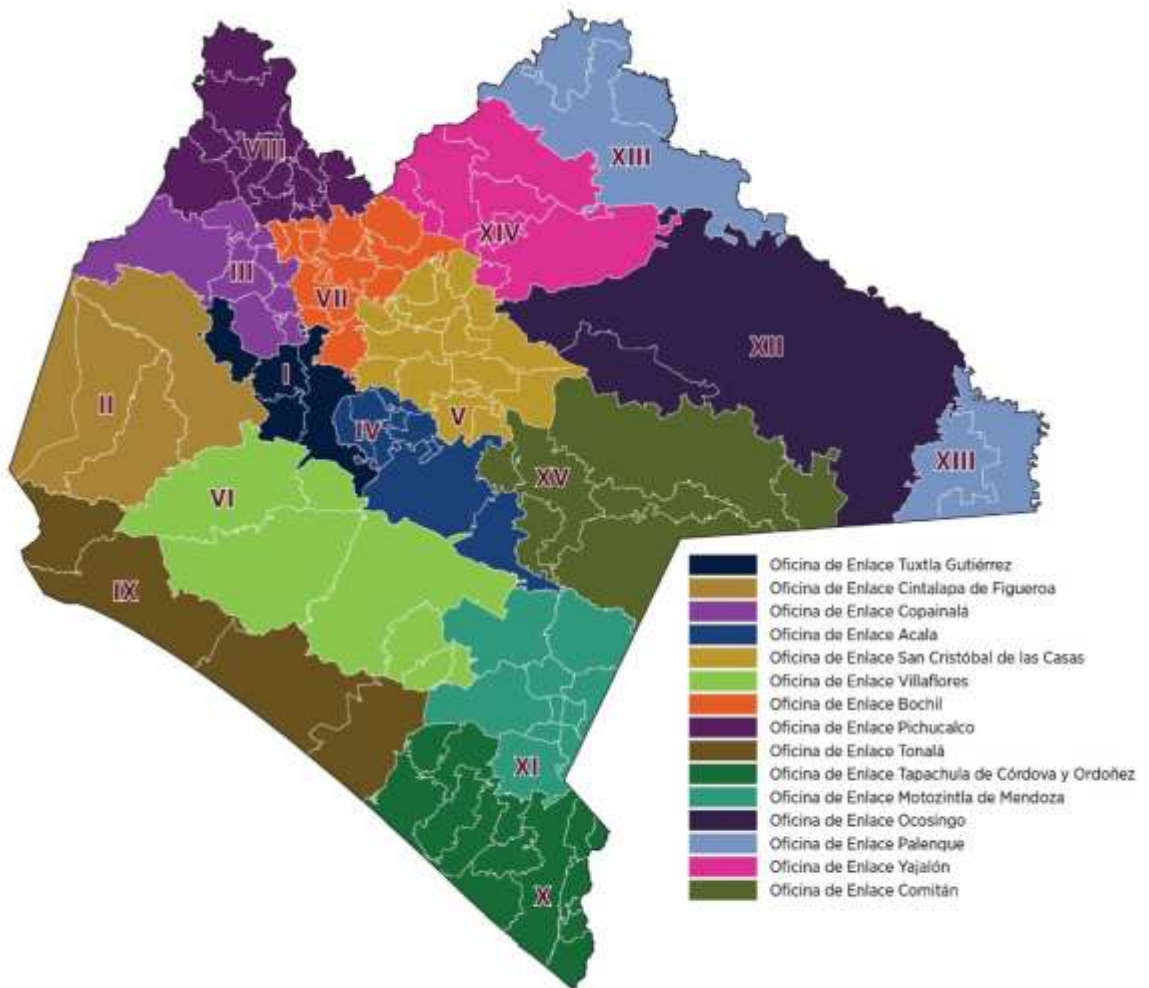 VIII
XIII
XIV
III
VII
XII
I
II
IV
V
XIII
XV
VI
IX
XI
X
Oficina de Enlace Tuxtla Gutiérrez
Oficina de Enlace Cintalapa de Figueroa
Oficina de Enlace Copainalá
Oficina de Enlace Acala
Oficina de Enlace San Cristóbal de las Casas
Oficina de Enlace Villaflores
Oficina de Enlace Bochil
Oficina de Enlace Pichucalco
Oficina de Enlace Tonalá
Oficina de Enlace Tapachula de Córdova y Ordoñez
Oficina de Enlace Motozintla de Mendoza
Oficina de Enlace Ocosingo
Oficina de Enlace Palenque
Oficina de Enlace Yajalón
Oficina de Enlace Comitán